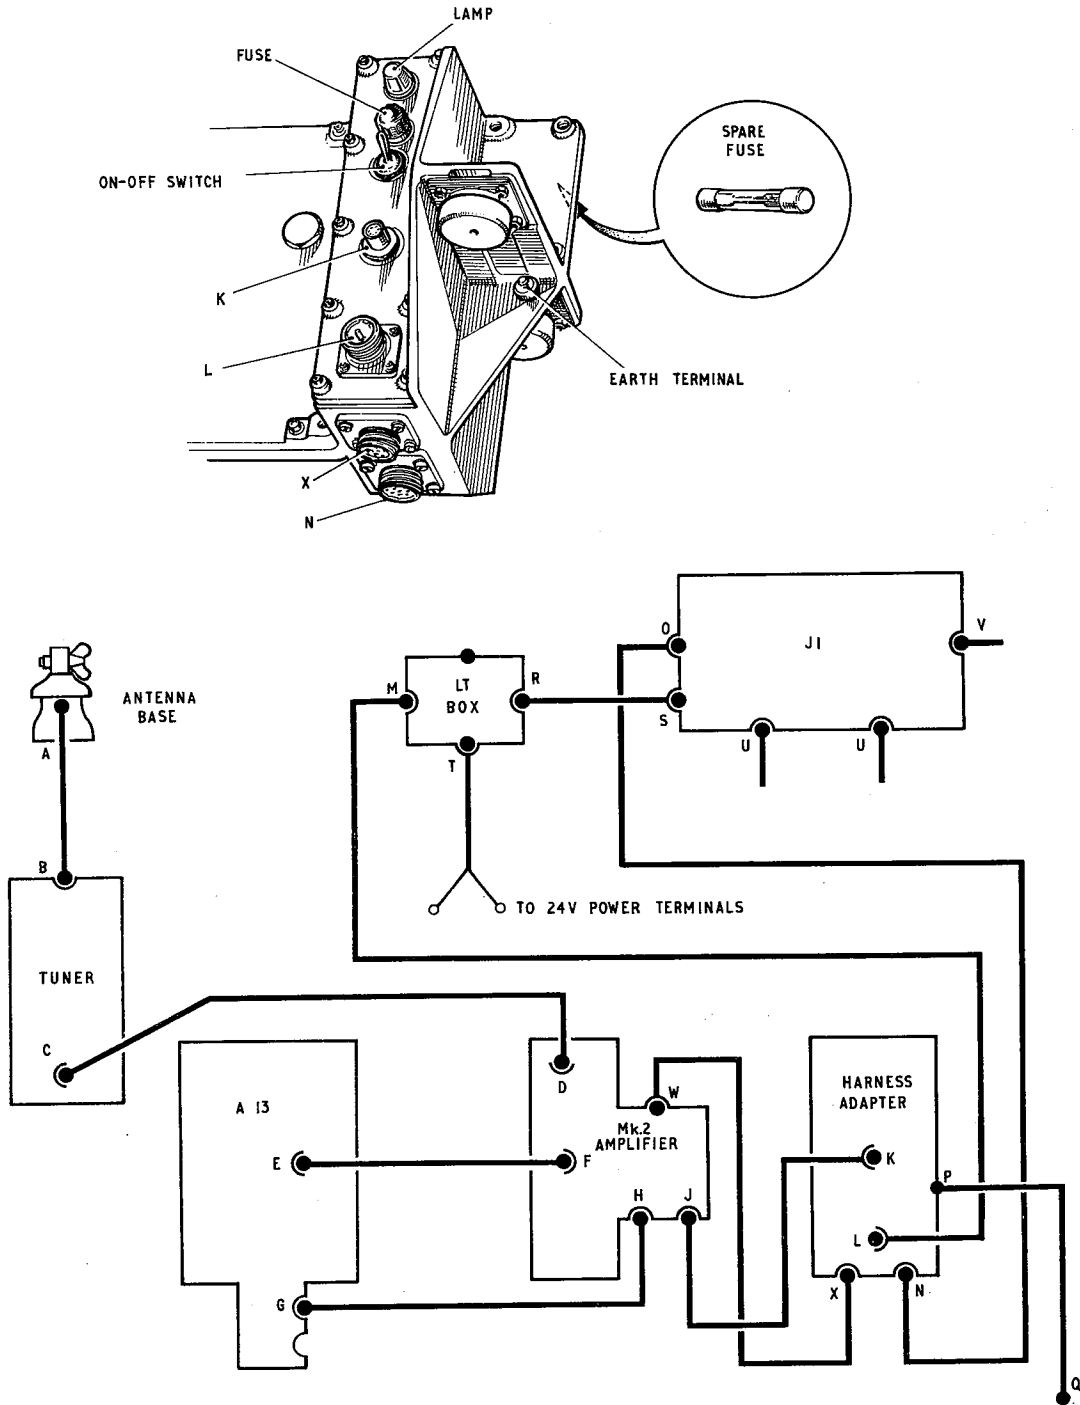 LAMP
FUSE
SPARE
FUSE
ON-OFF SWITCH
K
L
EARTH TERMINAL
X
N
O
J1
V
M
LT
BOX
R
S
U
U
T
ANTENNA
BASE
A
B
TO 24V POWER TERMINALS
TUNER
C
A 13
D
W
Mk.2
AMPLIFIER
HARNESS
ADAPTER
E
F
K
P
H
J
L
G
X
N
Q